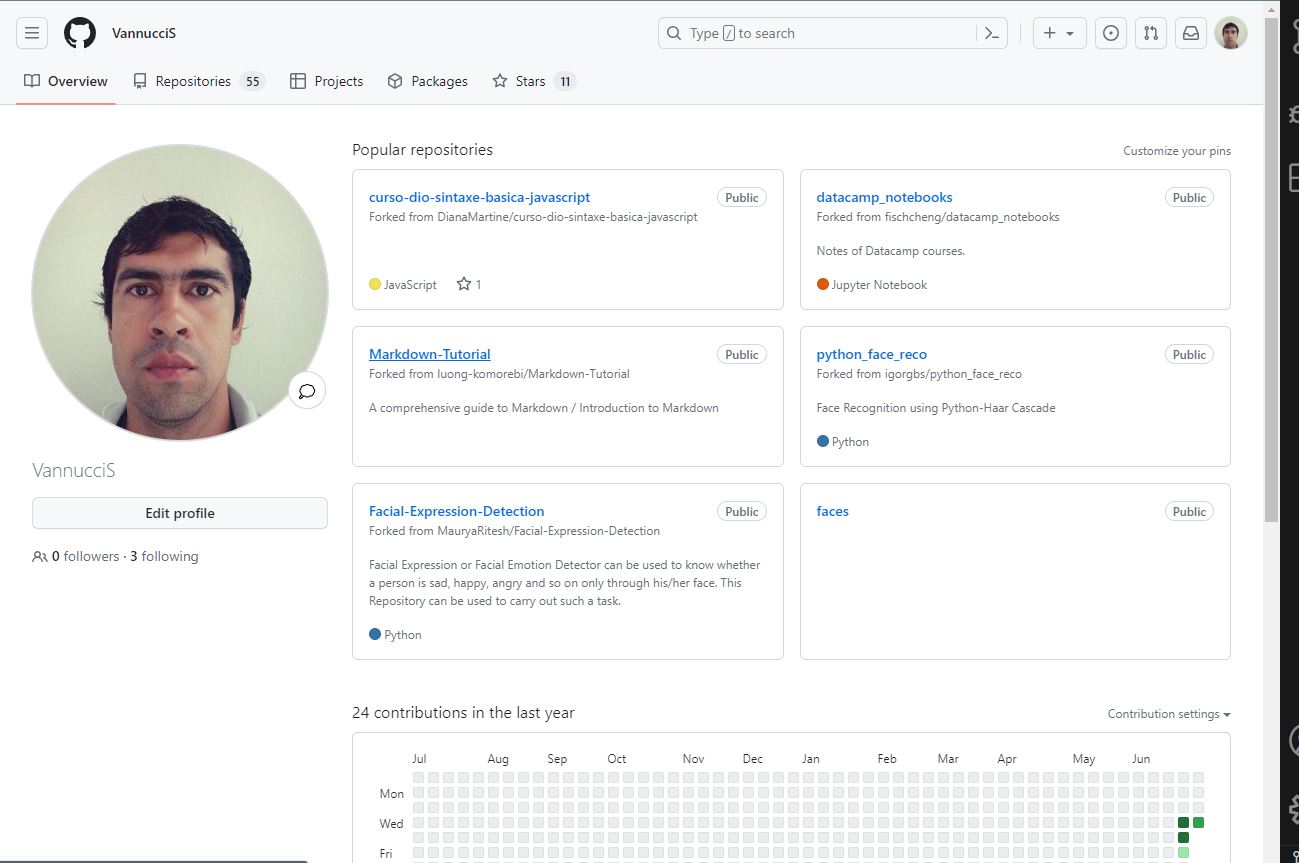 VannucciS
Type / to search
Overview
Repositories 55
Projects
Packages
Stars 11
VannucciS
Edit profile
0 followers · 3 following
Popular repositories
Customize your pins
curso-dio-sintaxe-basica-javascript Public
Forked from DianaMartine/curso-dio-sintaxe-basica-javascript
JavaScript 1
datacamp_notebooks Public
Forked from fischcheng/datacamp_notebooks
Notes of Datacamp courses.
Jupyter Notebook
Markdown-Tutorial Public
Forked from luong-komorebi/Markdown-Tutorial
A comprehensive guide to Markdown / Introduction to Markdown
python_face_reco Public
Forked from igorgbs/python_face_reco
Face Recognition using Python-Haar Cascade
Python
Facial-Expression-Detection Public
Forked from MauryaRitesh/Facial-Expression-Detection
Facial Expression or Facial Emotion Detector can be used to know whether
a person is sad, happy, angry and so on only through his/her face. This
Repository can be used to carry out such a task.
Python
faces Public
24 contributions in the last year
Contribution settings
Jul Aug Sep Oct Nov Dec Jan Feb Mar Apr May Jun
Mon
Wed
Fri